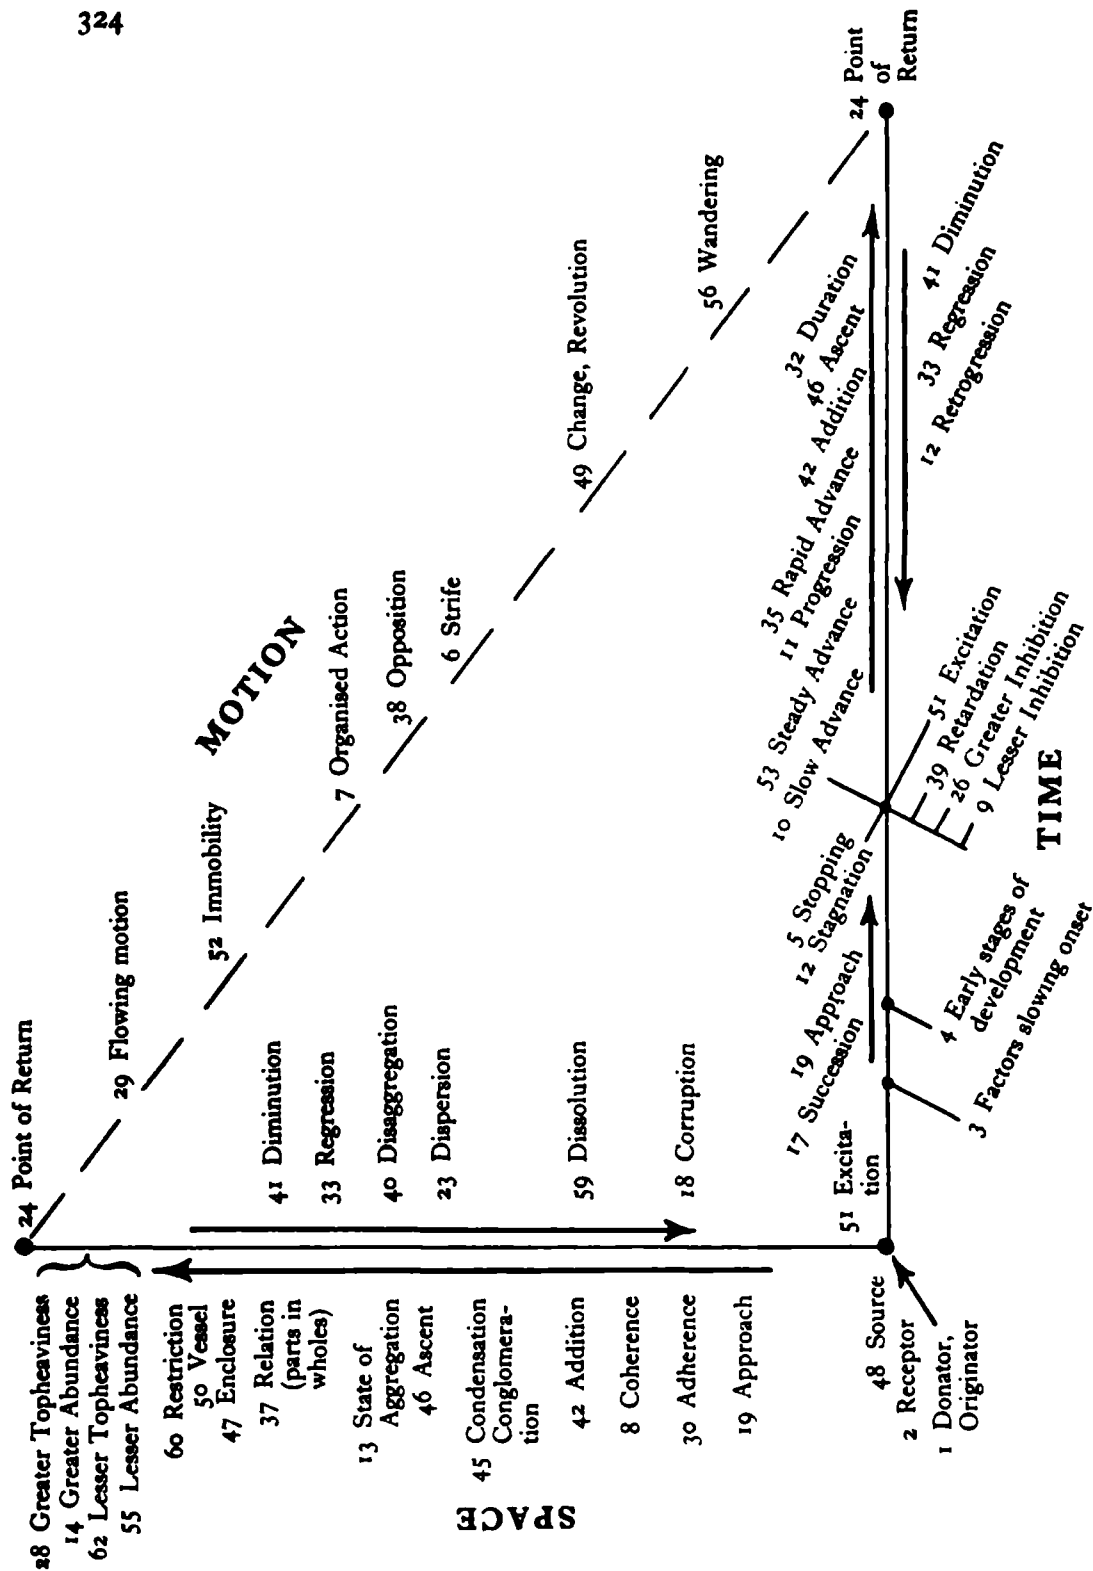 324
28 Greater Topheaviness
14 Greater Abundance
62 Lesser Topheaviness
55 Lesser Abundance
60 Restriction
50 Vessel
47 Enclosure
37 Relation
(parts in
wholes)
13 State of
Aggregation
46 Ascent
45 Condensation
Conglomera-
tion
42 Addition
8 Coherence
30 Adherence
19 Approach
SPACE
24 Point of Return
41 Diminution
33 Regression
40 Disaggregation
23 Dispersion
59 Dissolution
18 Corruption
29 Flowing motion
52 Immobility
MOTION
7 Organised Action
38 Opposition
6 Strife
49 Change, Revolution
56 Wandering
24 Point
of
Return
48 Source
2 Receptor
1 Donator,
Originator
51 Excita-
tion
17 Succession
19 Approach
12 Stagnation
5 Stopping
10 Slow Advance
53 Steady Advance
11 Progression
35 Rapid Advance
42 Addition
46 Ascent
32 Duration
3 Factors slowing onset
4 Early stages of
development
51 Excitation
39 Retardation
26 Greater Inhibition
9 Lesser Inhibition
12 Retrogression
33 Regression
41 Diminution
TIME